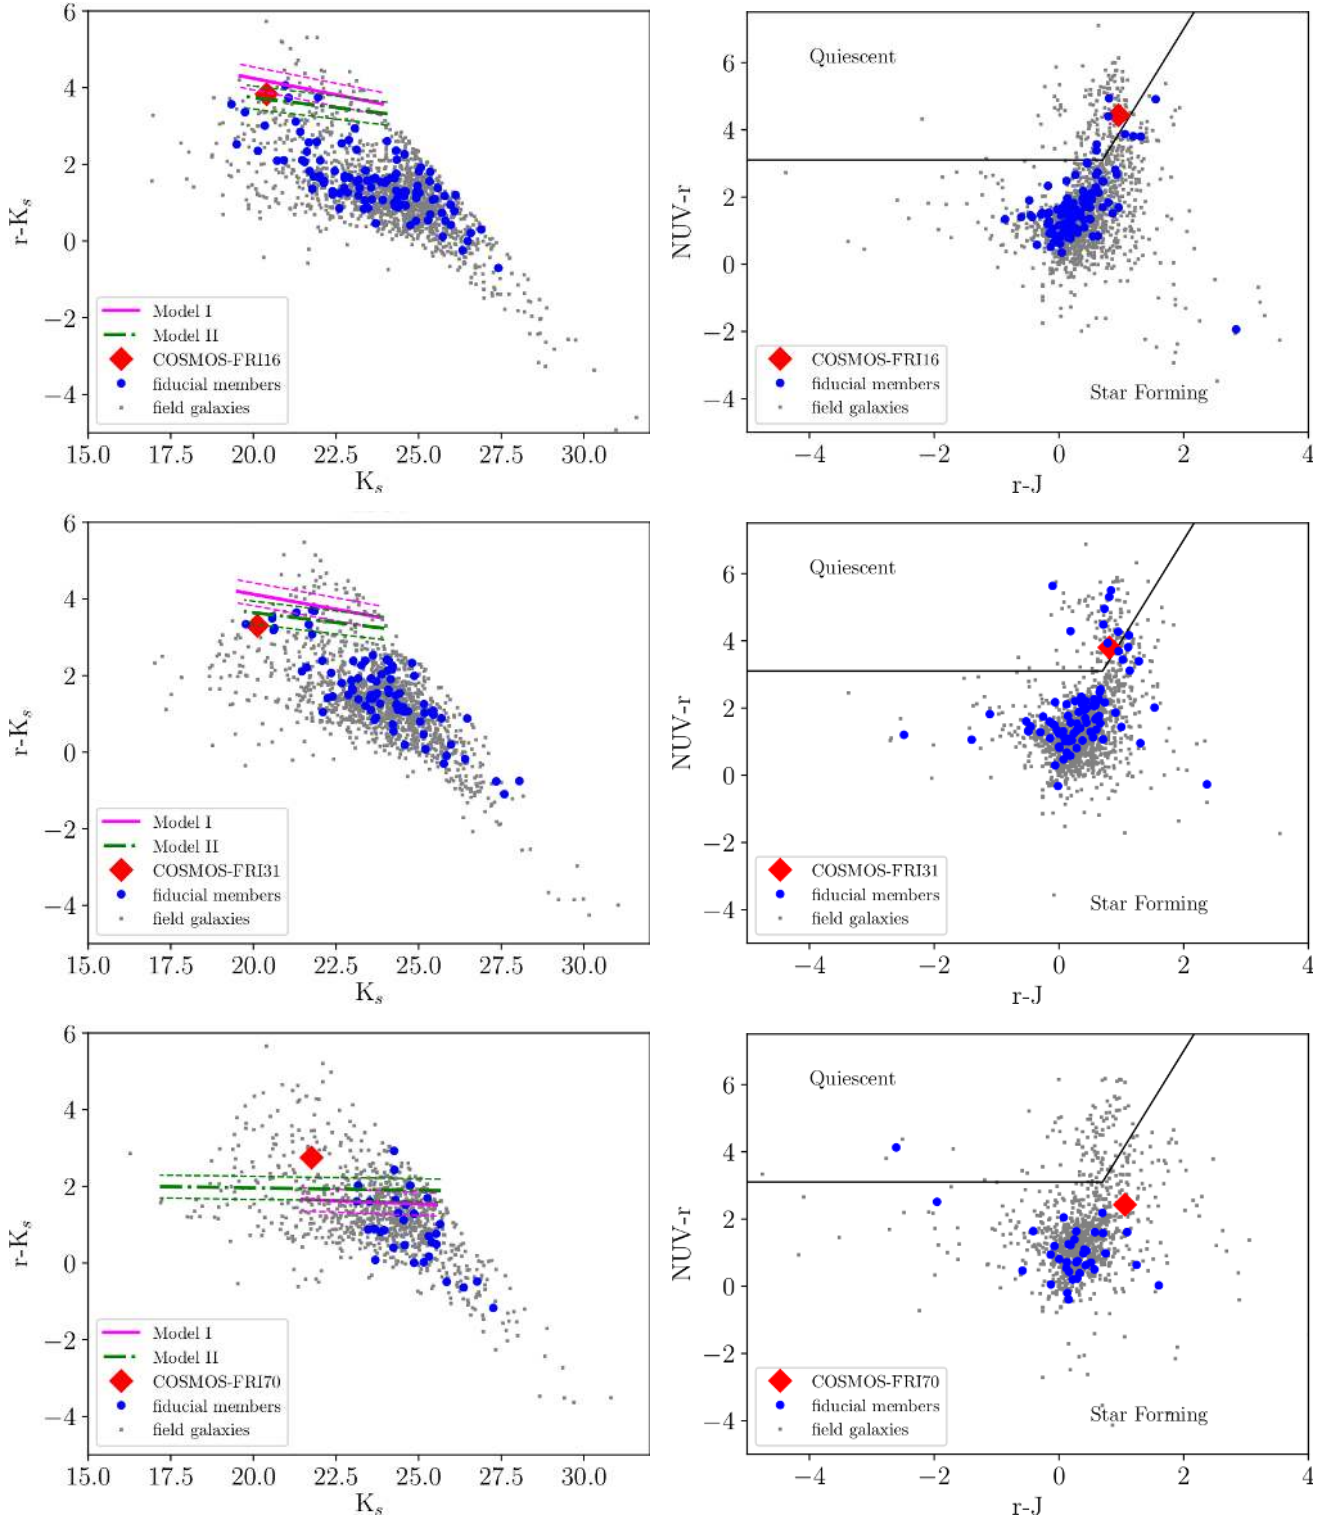 6
4
2
0
−2
−4
r-Kₛ
Model I
Model II
COSMOS-FRI16
fiducial members
field galaxies
15.0 17.5 20.0 22.5 25.0 27.5 30.0
Kₛ
6
4
2
0
−2
−4
NUV-r
Quiescent
COSMOS-FRI16
fiducial members
field galaxies
Star Forming
−4 −2 0 2 4
r-J
6
4
2
0
−2
−4
r-Kₛ
Model I
Model II
COSMOS-FRI31
fiducial members
field galaxies
15.0 17.5 20.0 22.5 25.0 27.5 30.0
Kₛ
6
4
2
0
−2
−4
NUV-r
Quiescent
COSMOS-FRI31
fiducial members
field galaxies
Star Forming
−4 −2 0 2 4
r-J
6
4
2
0
−2
−4
r-Kₛ
Model I
Model II
COSMOS-FRI70
fiducial members
field galaxies
15.0 17.5 20.0 22.5 25.0 27.5 30.0
Kₛ
6
4
2
0
−2
−4
NUV-r
Quiescent
COSMOS-FRI70
fiducial members
field galaxies
Star Forming
−4 −2 0 2 4
r-J